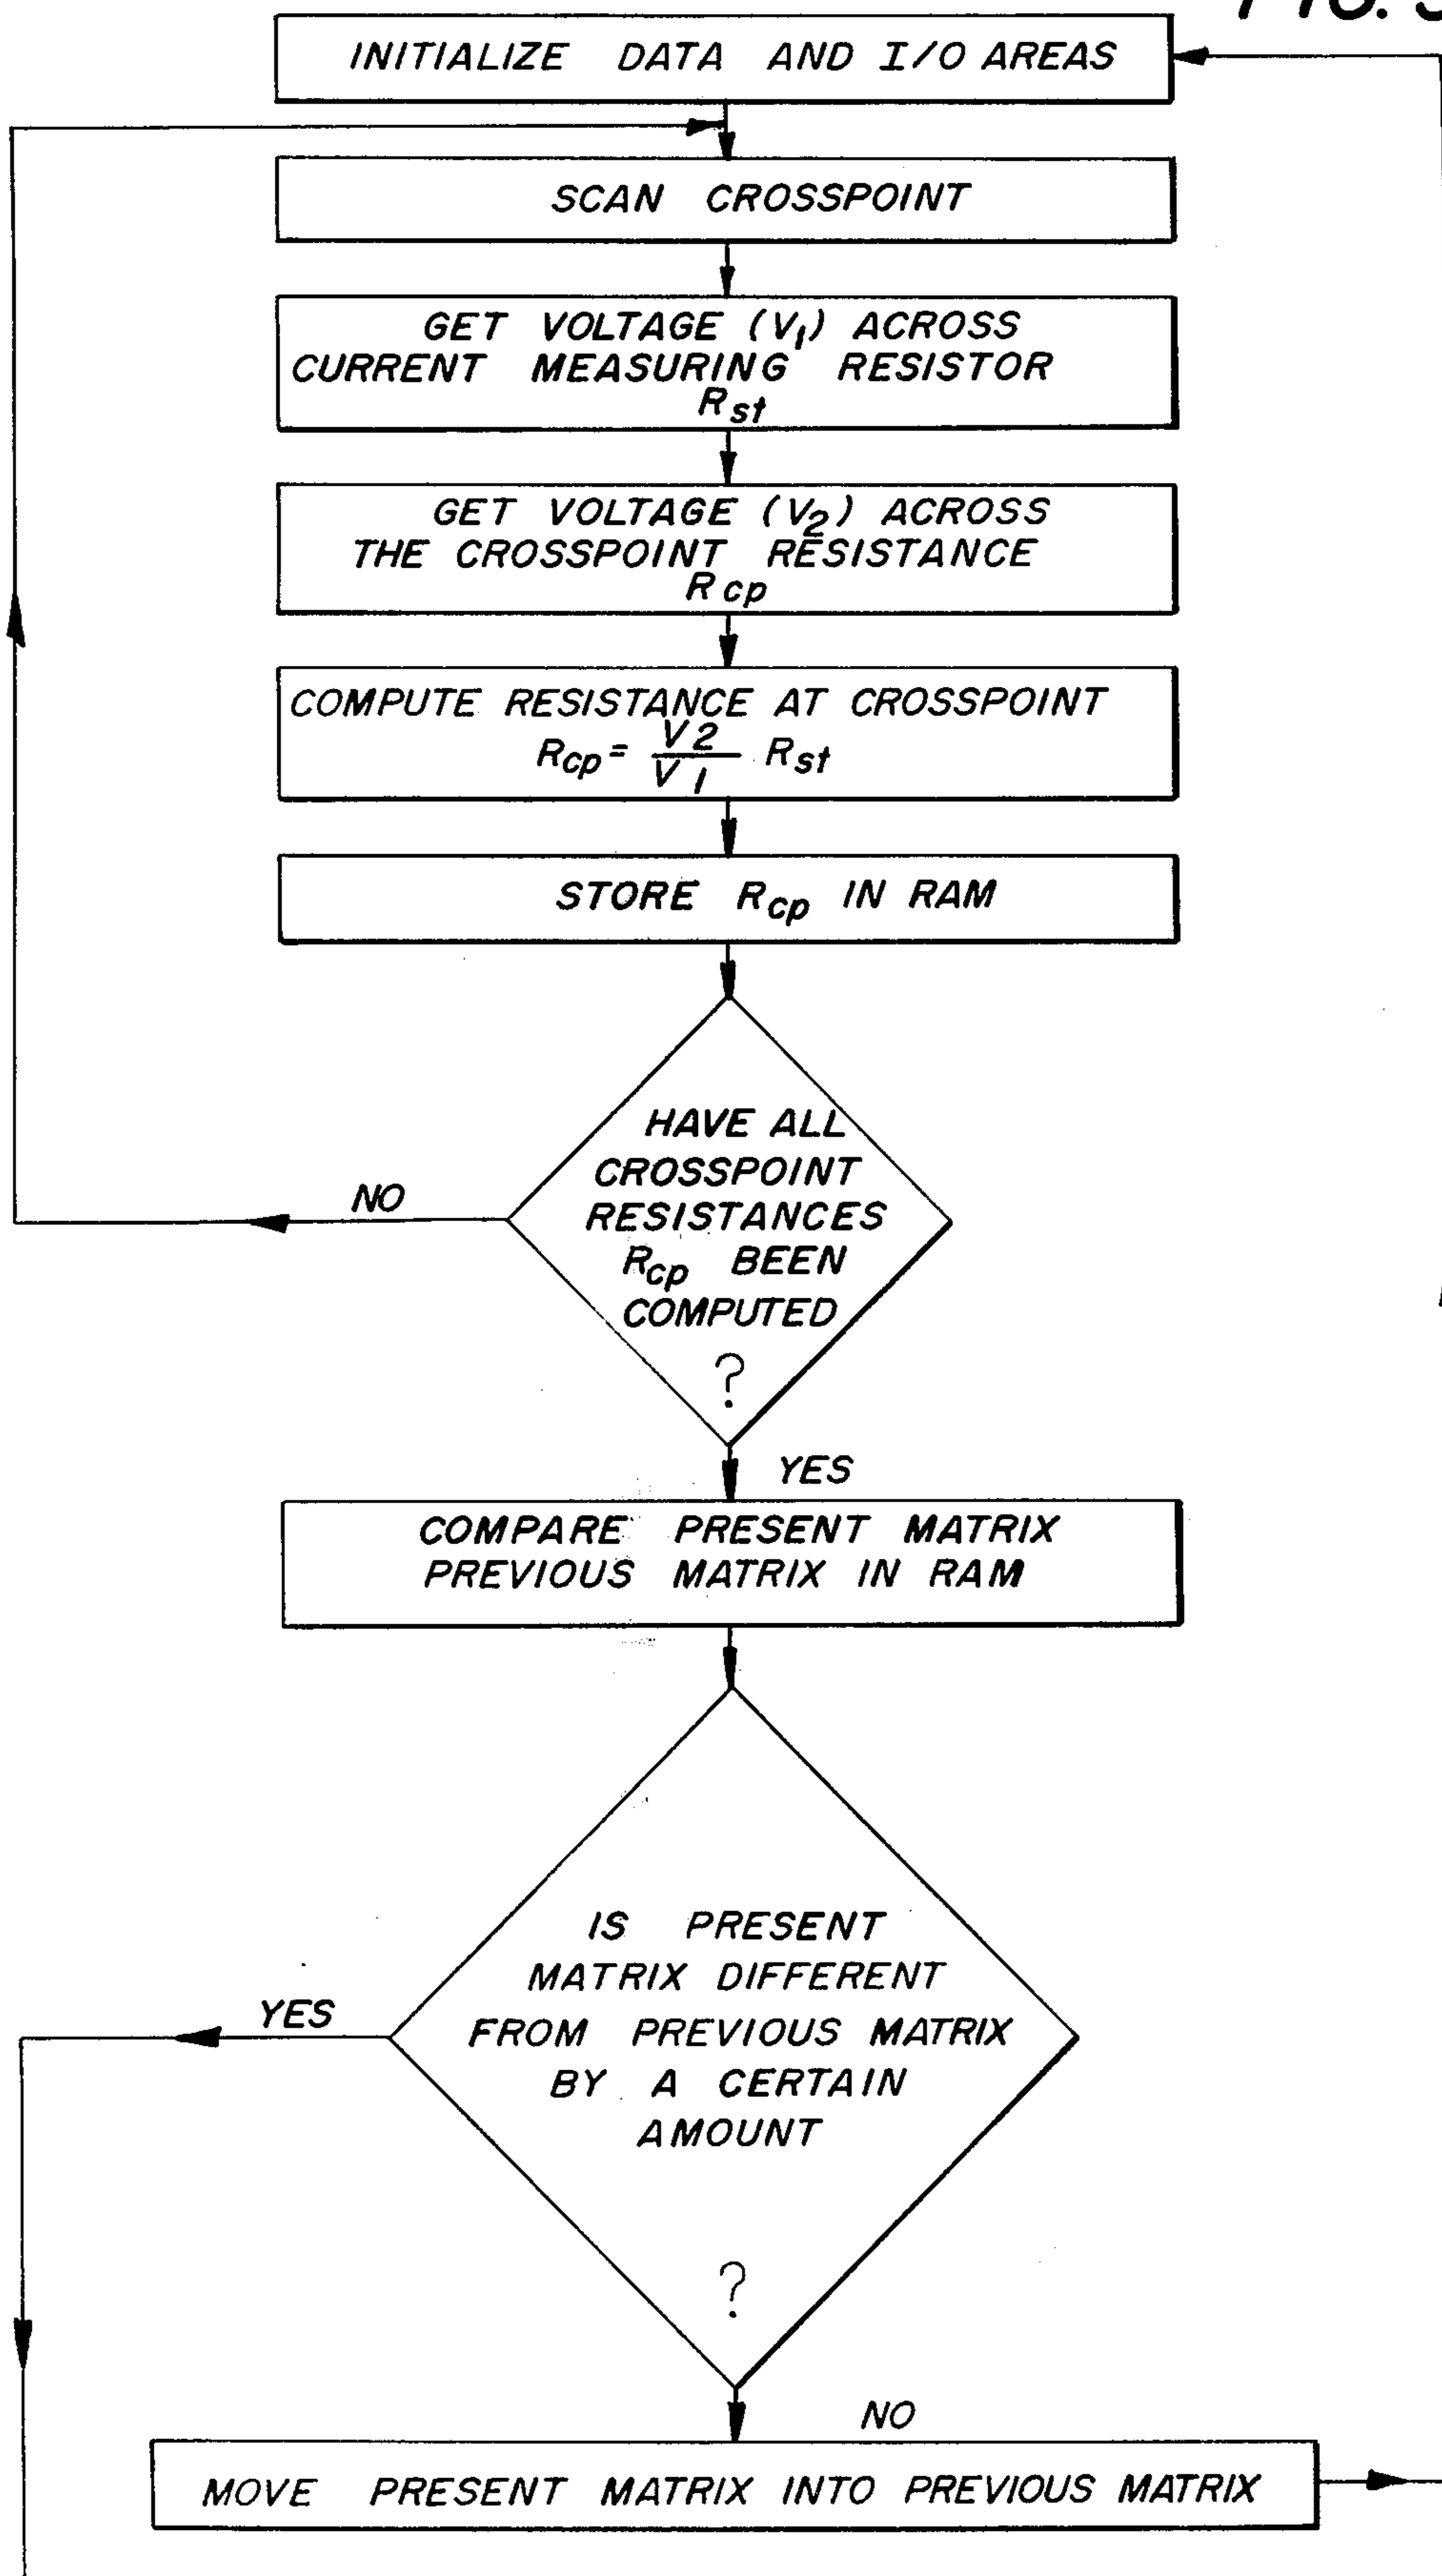 FIG.
INITIALIZE DATA AND I/O AREAS
SCAN CROSSPOINT
GET VOLTAGE (V1) ACROSS
CURRENT MEASURING RESISTOR
Rst
GET VOLTAGE (V2) ACROSS
THE CROSSPOINT RESISTANCE
Rcp
COMPUTE RESISTANCE AT CROSSPOINT
Rcp = V2/V1 Rst
STORE Rcp IN RAM
HAVE ALL
CROSSPOINT
RESISTANCES
Rcp BEEN
COMPUTED
?
NO
YES
COMPARE PRESENT MATRIX
PREVIOUS MATRIX IN RAM
IS PRESENT
MATRIX DIFFERENT
FROM PREVIOUS MATRIX
BY A CERTAIN
AMOUNT
?
YES
NO
MOVE PRESENT MATRIX INTO PREVIOUS MATRIX